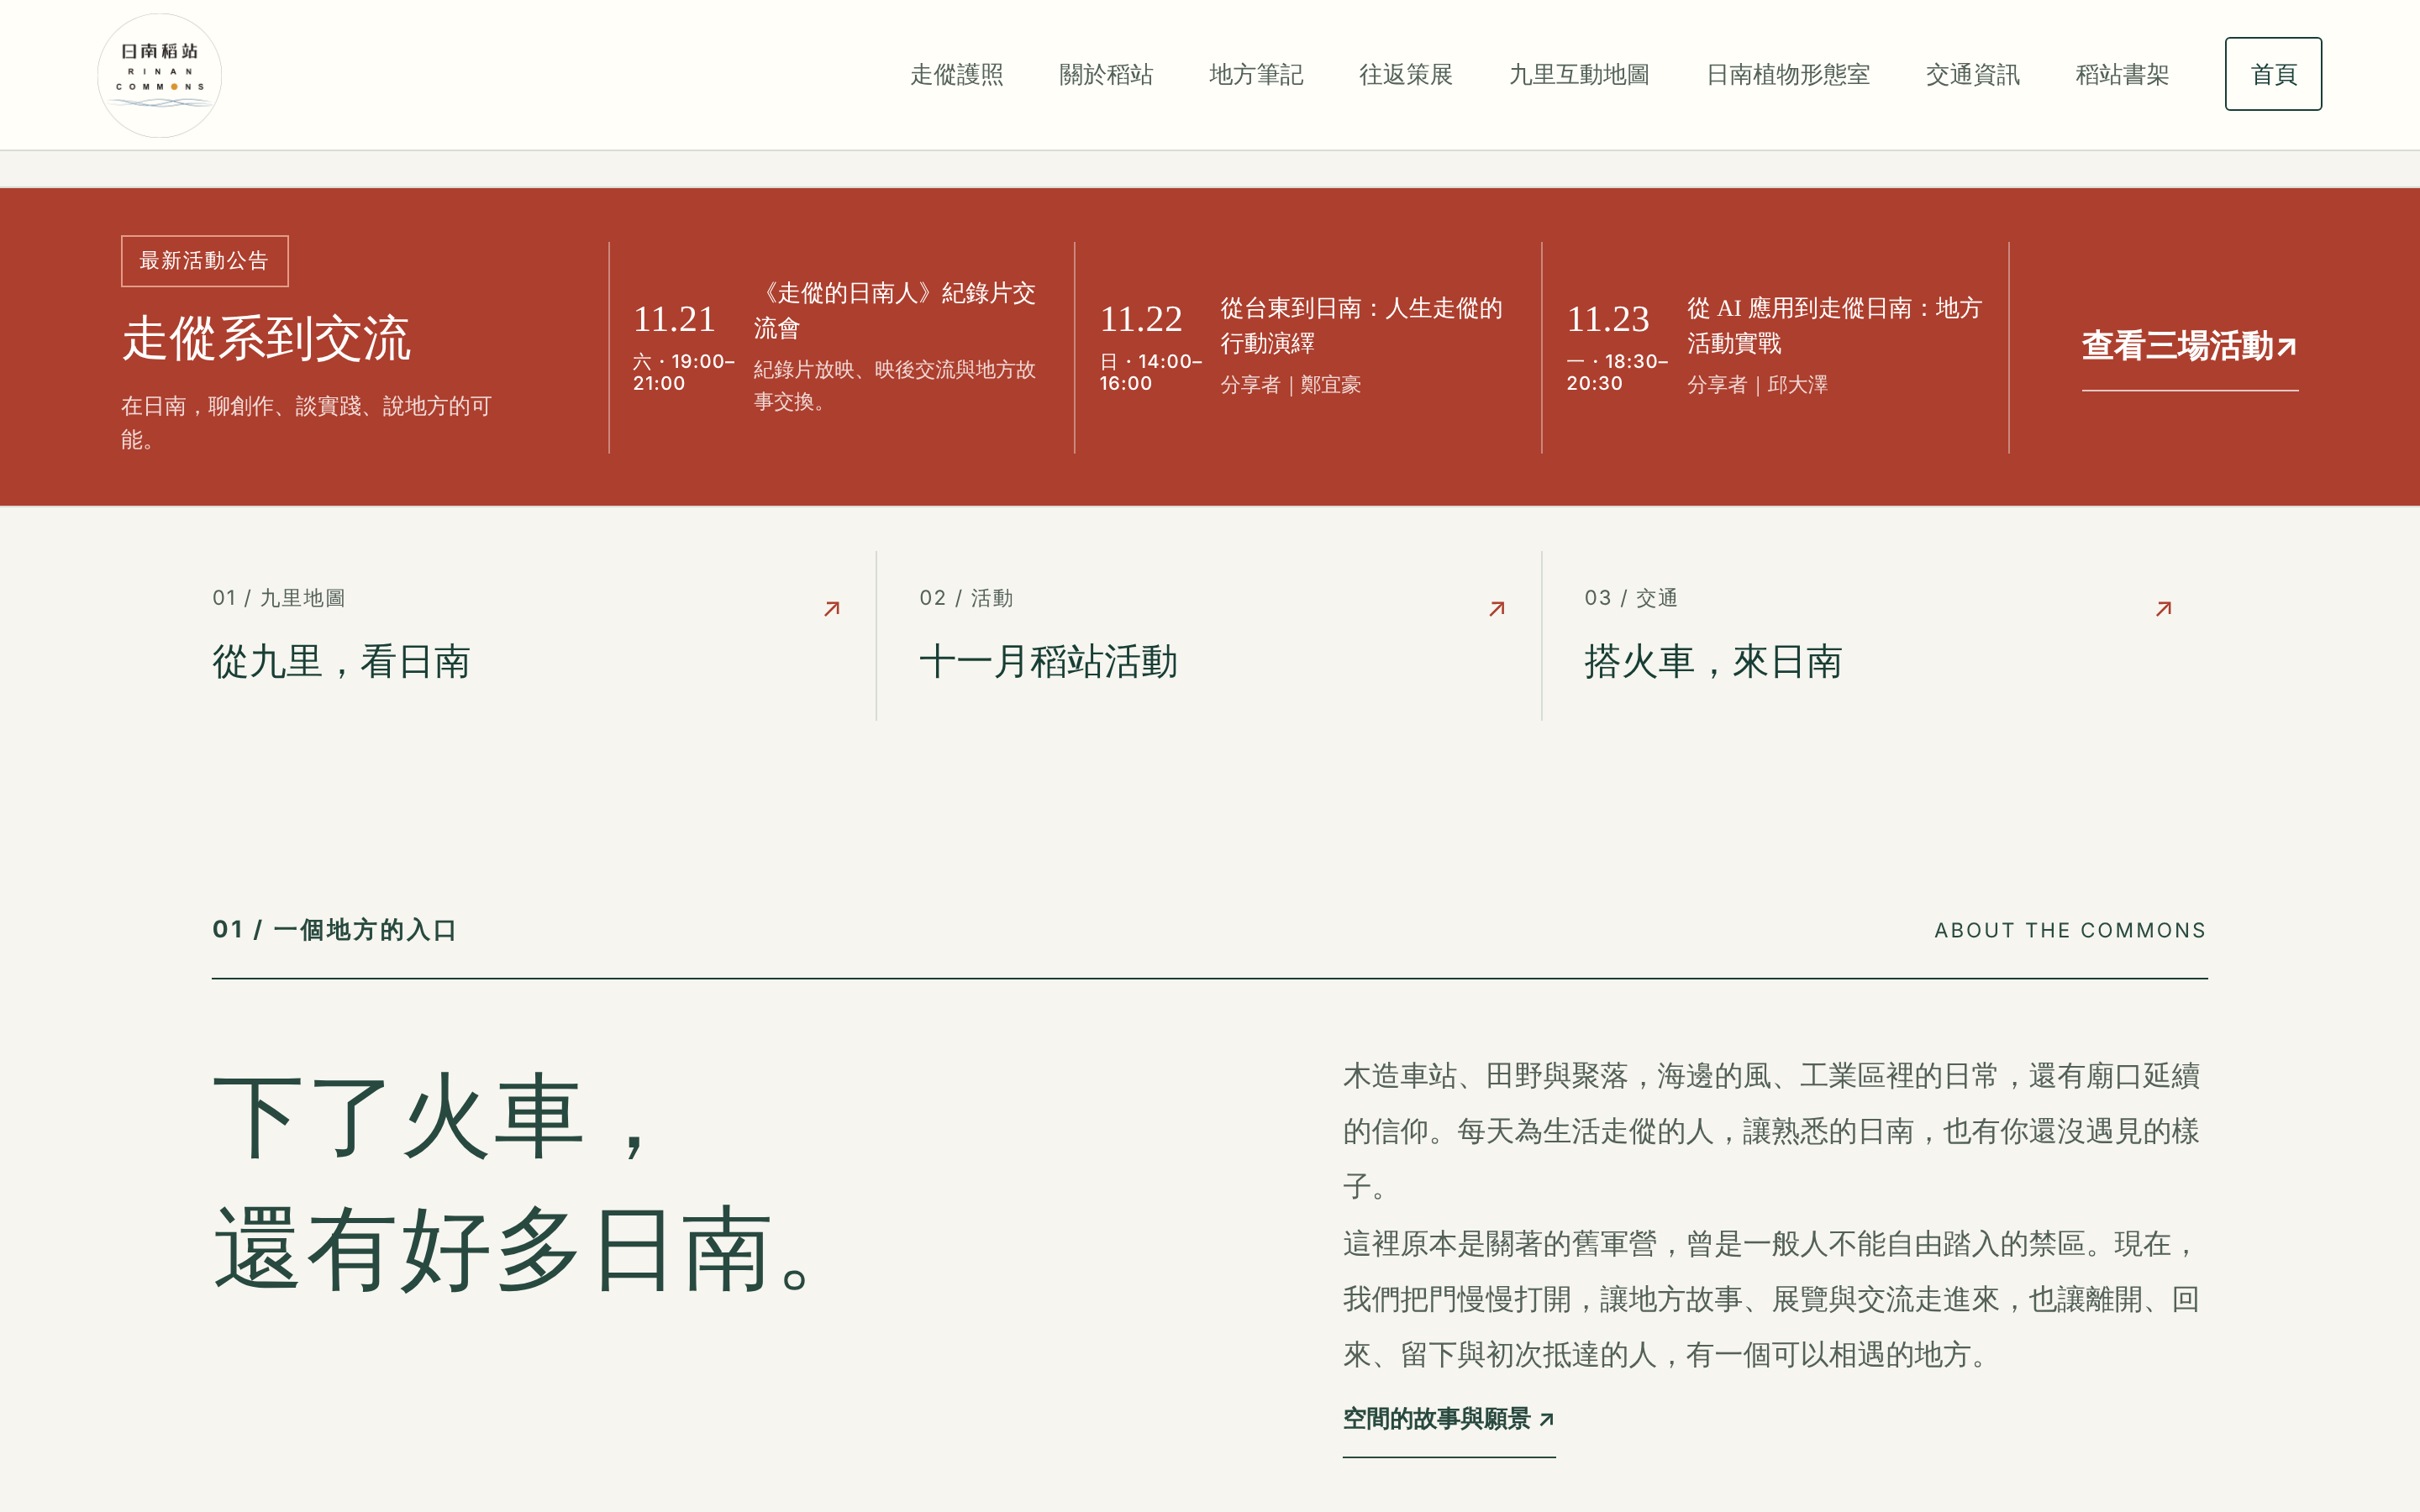 日南稻站
RINAN
COMMONS
走從護照
關於稻站
地方筆記
往返策展
九里互動地圖
日南植物形態室
交通資訊
稻站書架
首頁
最新活動公告
走從系到交流
在日南，聊創作、談實踐、說地方的可
能。
11.21
六・19:00–
21:00
《走從的日南人》紀錄片交
流會
紀錄片放映、映後交流與地方故
事交換。
11.22
日・14:00–
16:00
從台東到日南：人生走從的
行動演繹
分享者｜鄭宜豪
11.23
一・18:30–
20:30
從 AI 應用到走從日南：地方
活動實戰
分享者｜邱大澤
查看三場活動↗
01 / 九里地圖
↗
從九里，看日南
02 / 活動
↗
十一月稻站活動
03 / 交通
↗
搭火車，來日南
01 / 一個地方的入口
ABOUT THE COMMONS
下了火車，
還有好多日南。
木造車站、田野與聚落，海邊的風、工業區裡的日常，還有廟口延續
的信仰。每天為生活走從的人，讓熟悉的日南，也有你還沒遇見的樣
子。
這裡原本是關著的舊軍營，曾是一般人不能自由踏入的禁區。現在，
我們把門慢慢打開，讓地方故事、展覽與交流走進來，也讓離開、回
來、留下與初次抵達的人，有一個可以相遇的地方。
空間的故事與願景 ↗